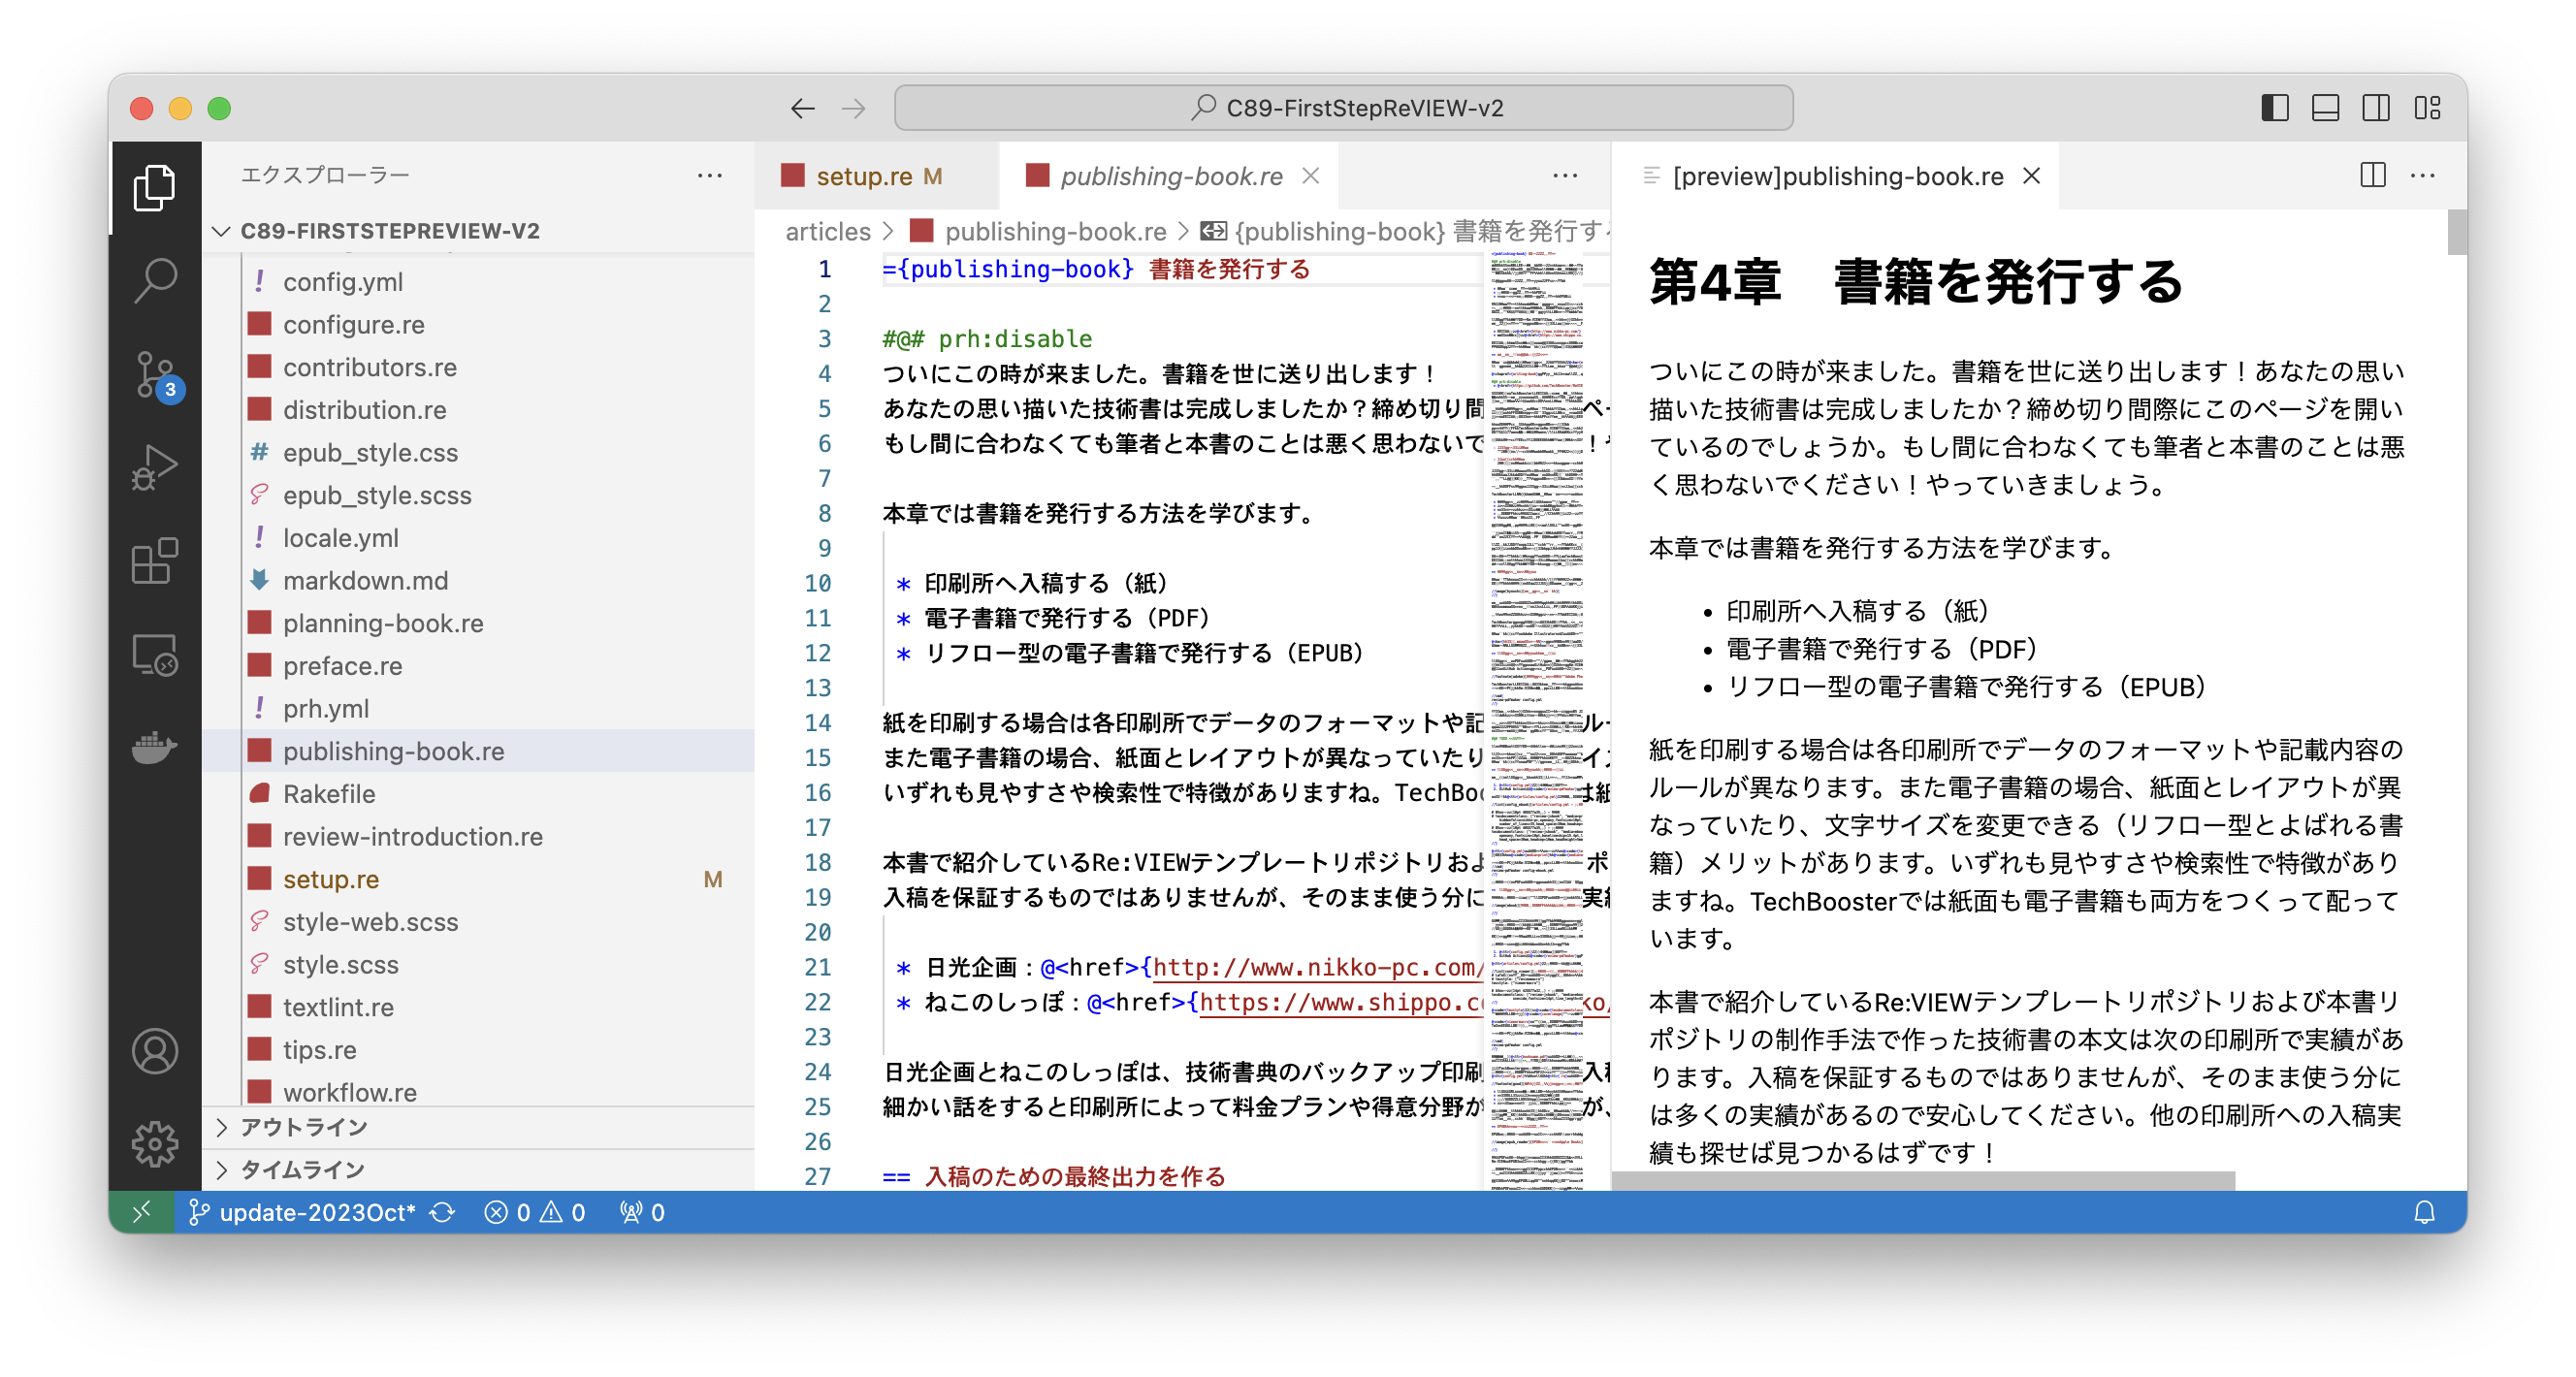 C89-FirstStepReVIEW-v2
エクスプローラー
C89-FIRSTSTEPREVIEW-V2
config.yml
configure.re
contributors.re
distribution.re
epub_style.css
epub_style.scss
locale.yml
markdown.md
planning-book.re
preface.re
prh.yml
publishing-book.re
Rakefile
review-introduction.re
setup.re M
style-web.scss
style.scss
textlint.re
tips.re
workflow.re
アウトライン
タイムライン
3
setup.re M
publishing-book.re
articles > publishing-book.re > {publishing-book} 書籍を発行す
1 ={publishing-book} 書籍を発行する
2
3 #@# prh:disable
4 ついにこの時が来ました。書籍を世に送り出します！
5 あなたの思い描いた技術書は完成しましたか？締め切り間
6 もし間に合わなくても筆者と本書のことは悪く思わないで
7
8 本章では書籍を発行する方法を学びます。
9
10 * 印刷所へ入稿する（紙）
11 * 電子書籍で発行する（PDF）
12 * リフロー型の電子書籍で発行する（EPUB）
13
14 紙を印刷する場合は各印刷所でデータのフォーマットや記
15 また電子書籍の場合、紙面とレイアウトが異なっていたり
16 いずれも見やすさや検索性で特徴がありますね。TechBoo
17
18 本書で紹介しているRe:VIEWテンプレートリポジトリおよ
19 入稿を保証するものではありませんが、そのまま使う分に
20
21 * 日光企画：@<href>{http://www.nikko-pc.com/
22 * ねこのしっぽ：@<href>{https://www.shippo.co
23
24 日光企画とねこのしっぽは、技術書典のバックアップ印刷
25 細かい話をすると印刷所によって料金プランや得意分野が
26
27 == 入稿のための最終出力を作る
[preview]publishing-book.re
第4章　書籍を発行する
ついにこの時が来ました。書籍を世に送り出します！あなたの思い
描いた技術書は完成しましたか？締め切り間際にこのページを開い
ているのでしょうか。もし間に合わなくても筆者と本書のことは悪
く思わないでください！やっていきましょう。
本章では書籍を発行する方法を学びます。
• 印刷所へ入稿する（紙）
• 電子書籍で発行する（PDF）
• リフロー型の電子書籍で発行する（EPUB）
紙を印刷する場合は各印刷所でデータのフォーマットや記載内容の
ルールが異なります。また電子書籍の場合、紙面とレイアウトが異
なっていたり、文字サイズを変更できる（リフロー型とよばれる書
籍）メリットがあります。いずれも見やすさや検索性で特徴があり
ますね。TechBoosterでは紙面も電子書籍も両方をつくって配って
います。
本書で紹介しているRe:VIEWテンプレートリポジトリおよび本書リ
ポジトリの制作手法で作った技術書の本文は次の印刷所で実績があ
ります。入稿を保証するものではありませんが、そのまま使う分に
は多くの実績があるので安心してください。他の印刷所への入稿実
績も探せば見つかるはずです！
update-2023Oct* 0 0 0